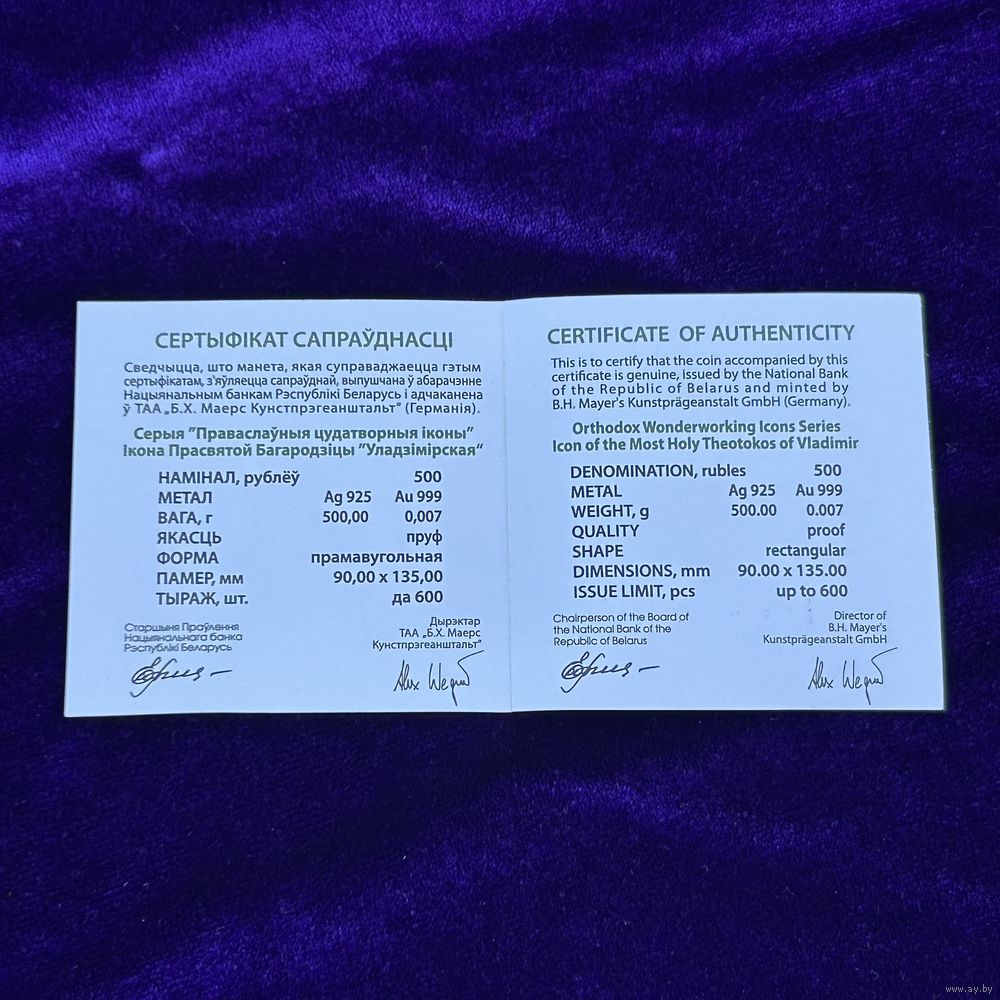 СЕРТЫФІКАТ САПРАЎДНАСЦІ
Сведчыцца, што манета, якая суправаджаецца гэтым
сертыфікатам, з'яўляецца сапраўднай, выпушчана ў абарачэнне
Нацыянальным банкам Рэспублікі Беларусь і адчаканена
ў ТАА „Б.Х. Маерс Кунстпрэгеанштальт" (Германія).
Серыя "Праваслаўныя цудатворныя іконы"
Ікона Прасвятой Багародзіцы "Уладзімірская“
НАМІНАЛ, рублёў 500
МЕТАЛ Ag 925 Au 999
ВАГА, г 500,00 0,007
ЯКАСЦЬ пруф
ФОРМА прамавугольная
ПАМЕР, мм 90,00 x 135,00
ТЫРАЖ, шт. да 600
Старшыня Праўлення
Нацыянальнага банка
Рэспублікі Беларусь
Дырэктар
ТАА „Б.Х. Маерс
Кунстпрэгеанштальт"
CERTIFICATE OF AUTHENTICITY
This is to certify that the coin accompanied by this
certificate is genuine, issued by the National Bank
of the Republic of Belarus and minted by
B.H. Mayer's Kunstprägeanstalt GmbH (Germany).
Orthodox Wonderworking Icons Series
Icon of the Most Holy Theotokos of Vladimir
DENOMINATION, rubles 500
METAL Ag 925 Au 999
WEIGHT, g 500.00 0.007
QUALITY proof
SHAPE rectangular
DIMENSIONS, mm 90.00 x 135.00
ISSUE LIMIT, pcs up to 600
Chairperson of the Board of
the National Bank of the
Republic of Belarus
Director of
B.H. Mayer's
Kunstprägeanstalt GmbH
www.ay.by